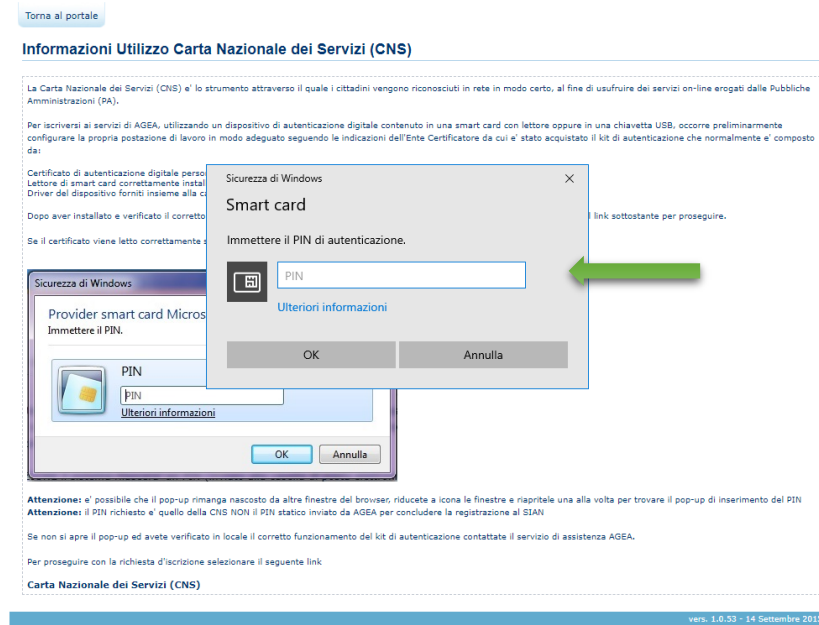 Torna al portale
Informazioni Utilizzo Carta Nazionale dei Servizi (CNS)
La Carta Nazionale dei Servizi (CNS) e' lo strumento attraverso il quale i cittadini vengono riconosciuti in rete in modo certo, al fine di usufruire dei servizi on-line erogati dalle Pubbliche
Amministrazioni (PA).
Per iscriversi ai servizi di AGEA, utilizzando un dispositivo di autenticazione digitale contenuto in una smart card con lettore oppure in una chiavetta USB, occorre preliminarmente
configurare la propria postazione di lavoro in modo adeguato seguendo le indicazioni dell'Ente Certificatore da cui e' stato acquistato il kit di autenticazione che normalmente e' composto
da:
Certificato di autenticazione digitale
Lettore di smart card correttamente
Driver del dispositivo forniti insieme alla
Dopo aver installato e verificato il corretto
link sottostante per proseguire.
Se il certificato viene letto correttamente
Sicurezza di Windows
Smart card
Immettere il PIN di autenticazione.
PIN
Ulteriori informazioni
OK Annulla
Sicurezza di Windows
Provider smart card Micros
Immettere il PIN.
PIN
PIN
Ulteriori informazioni
OK Annulla
Attenzione: e' possibile che il pop-up rimanga nascosto da altre finestre del browser, riducete a icona le finestre e riapritele una alla volta per trovare il pop-up di inserimento del PIN
Attenzione: il PIN richiesto e' quello della CNS NON il PIN statico inviato da AGEA per concludere la registrazione al SIAN
Se non si apre il pop-up ed avete verificato in locale il corretto funzionamento del kit di autenticazione contattate il servizio di assistenza AGEA.
Per proseguire con la richiesta d'iscrizione selezionare il seguente link
Carta Nazionale dei Servizi (CNS)
vers. 1.0.53 - 14 Settembre